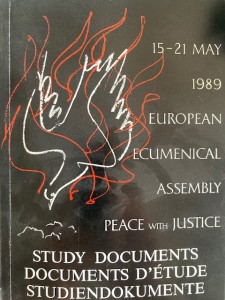 15-21 MAY
1989
EUROPEAN
ECUMENICAL
ASSEMBLY
PEACE WITH JUSTICE
STUDY DOCUMENTS
DOCUMENTS D'ÉTUDE
STUDIENDOKUMENTE